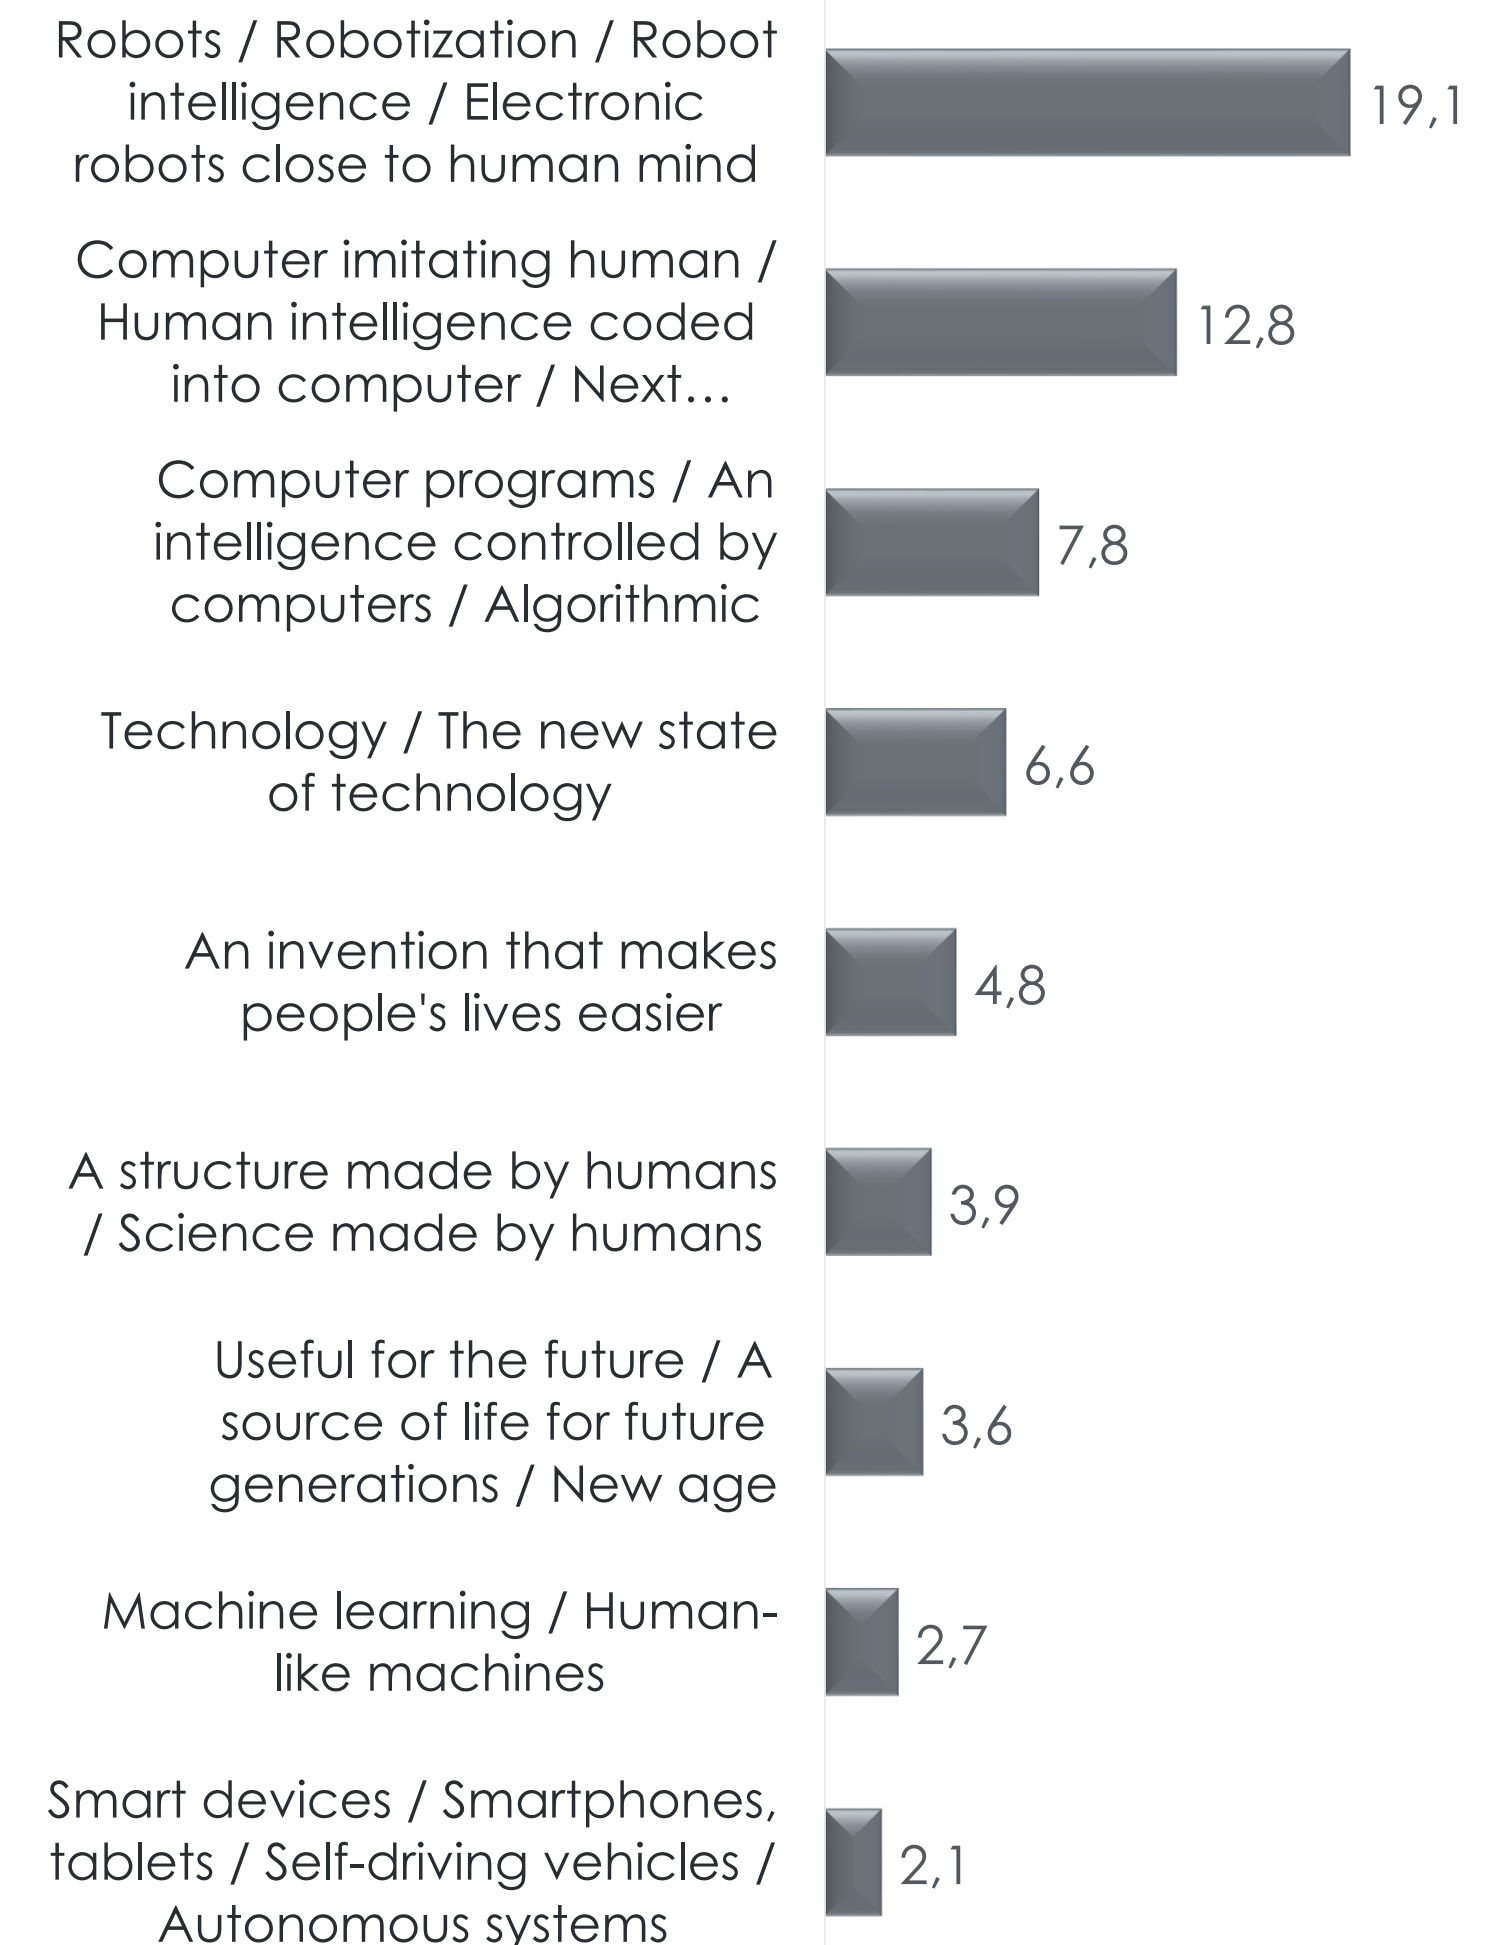 Robots / Robotization / Robot
intelligence / Electronic
robots close to human mind
19,1
Computer imitating human /
Human intelligence coded
into computer / Next…
12,8
Computer programs / An
intelligence controlled by
computers / Algorithmic
7,8
Technology / The new state
of technology
6,6
An invention that makes
people's lives easier
4,8
A structure made by humans
/ Science made by humans
3,9
Useful for the future / A
source of life for future
generations / New age
3,6
Machine learning / Human-
like machines
2,7
Smart devices / Smartphones,
tablets / Self-driving vehicles /
Autonomous systems
2,1